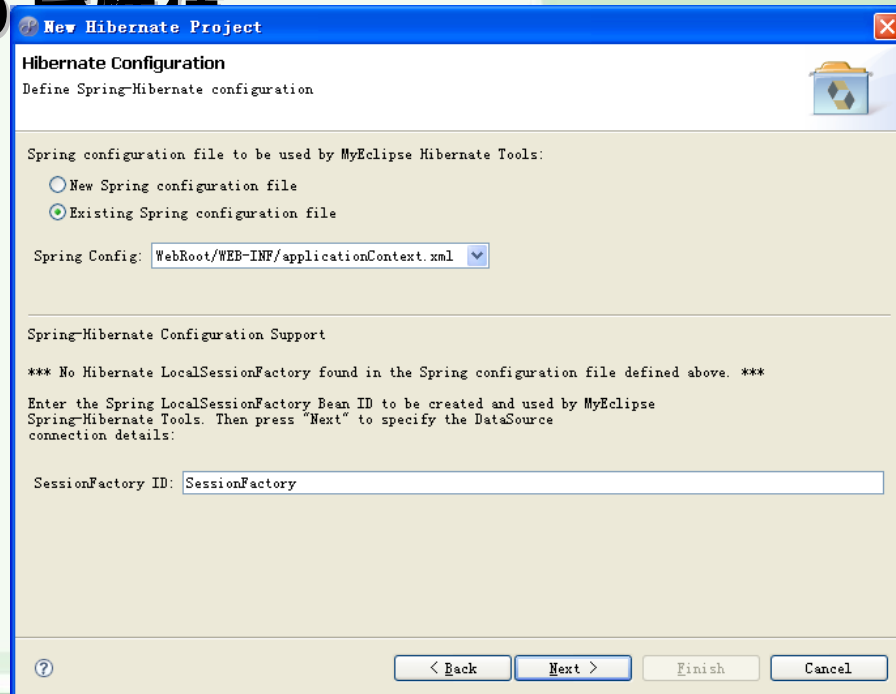 New Hibernate Project
Hibernate Configuration
Define Spring-Hibernate configuration
Spring configuration file to be used by MyEclipse Hibernate Tools:
New Spring configuration file
Existing Spring configuration file
Spring Config: WebRoot/WEB-INF/applicationContext.xml
Spring-Hibernate Configuration Support
*** No Hibernate LocalSessionFactory found in the Spring configuration file defined above. ***
Enter the Spring LocalSessionFactory Bean ID to be created and used by MyEclipse
Spring-Hibernate Tools. Then press "Next" to specify the DataSource
connection details:
SessionFactory ID: SessionFactory
< Back Next > Finish Cancel